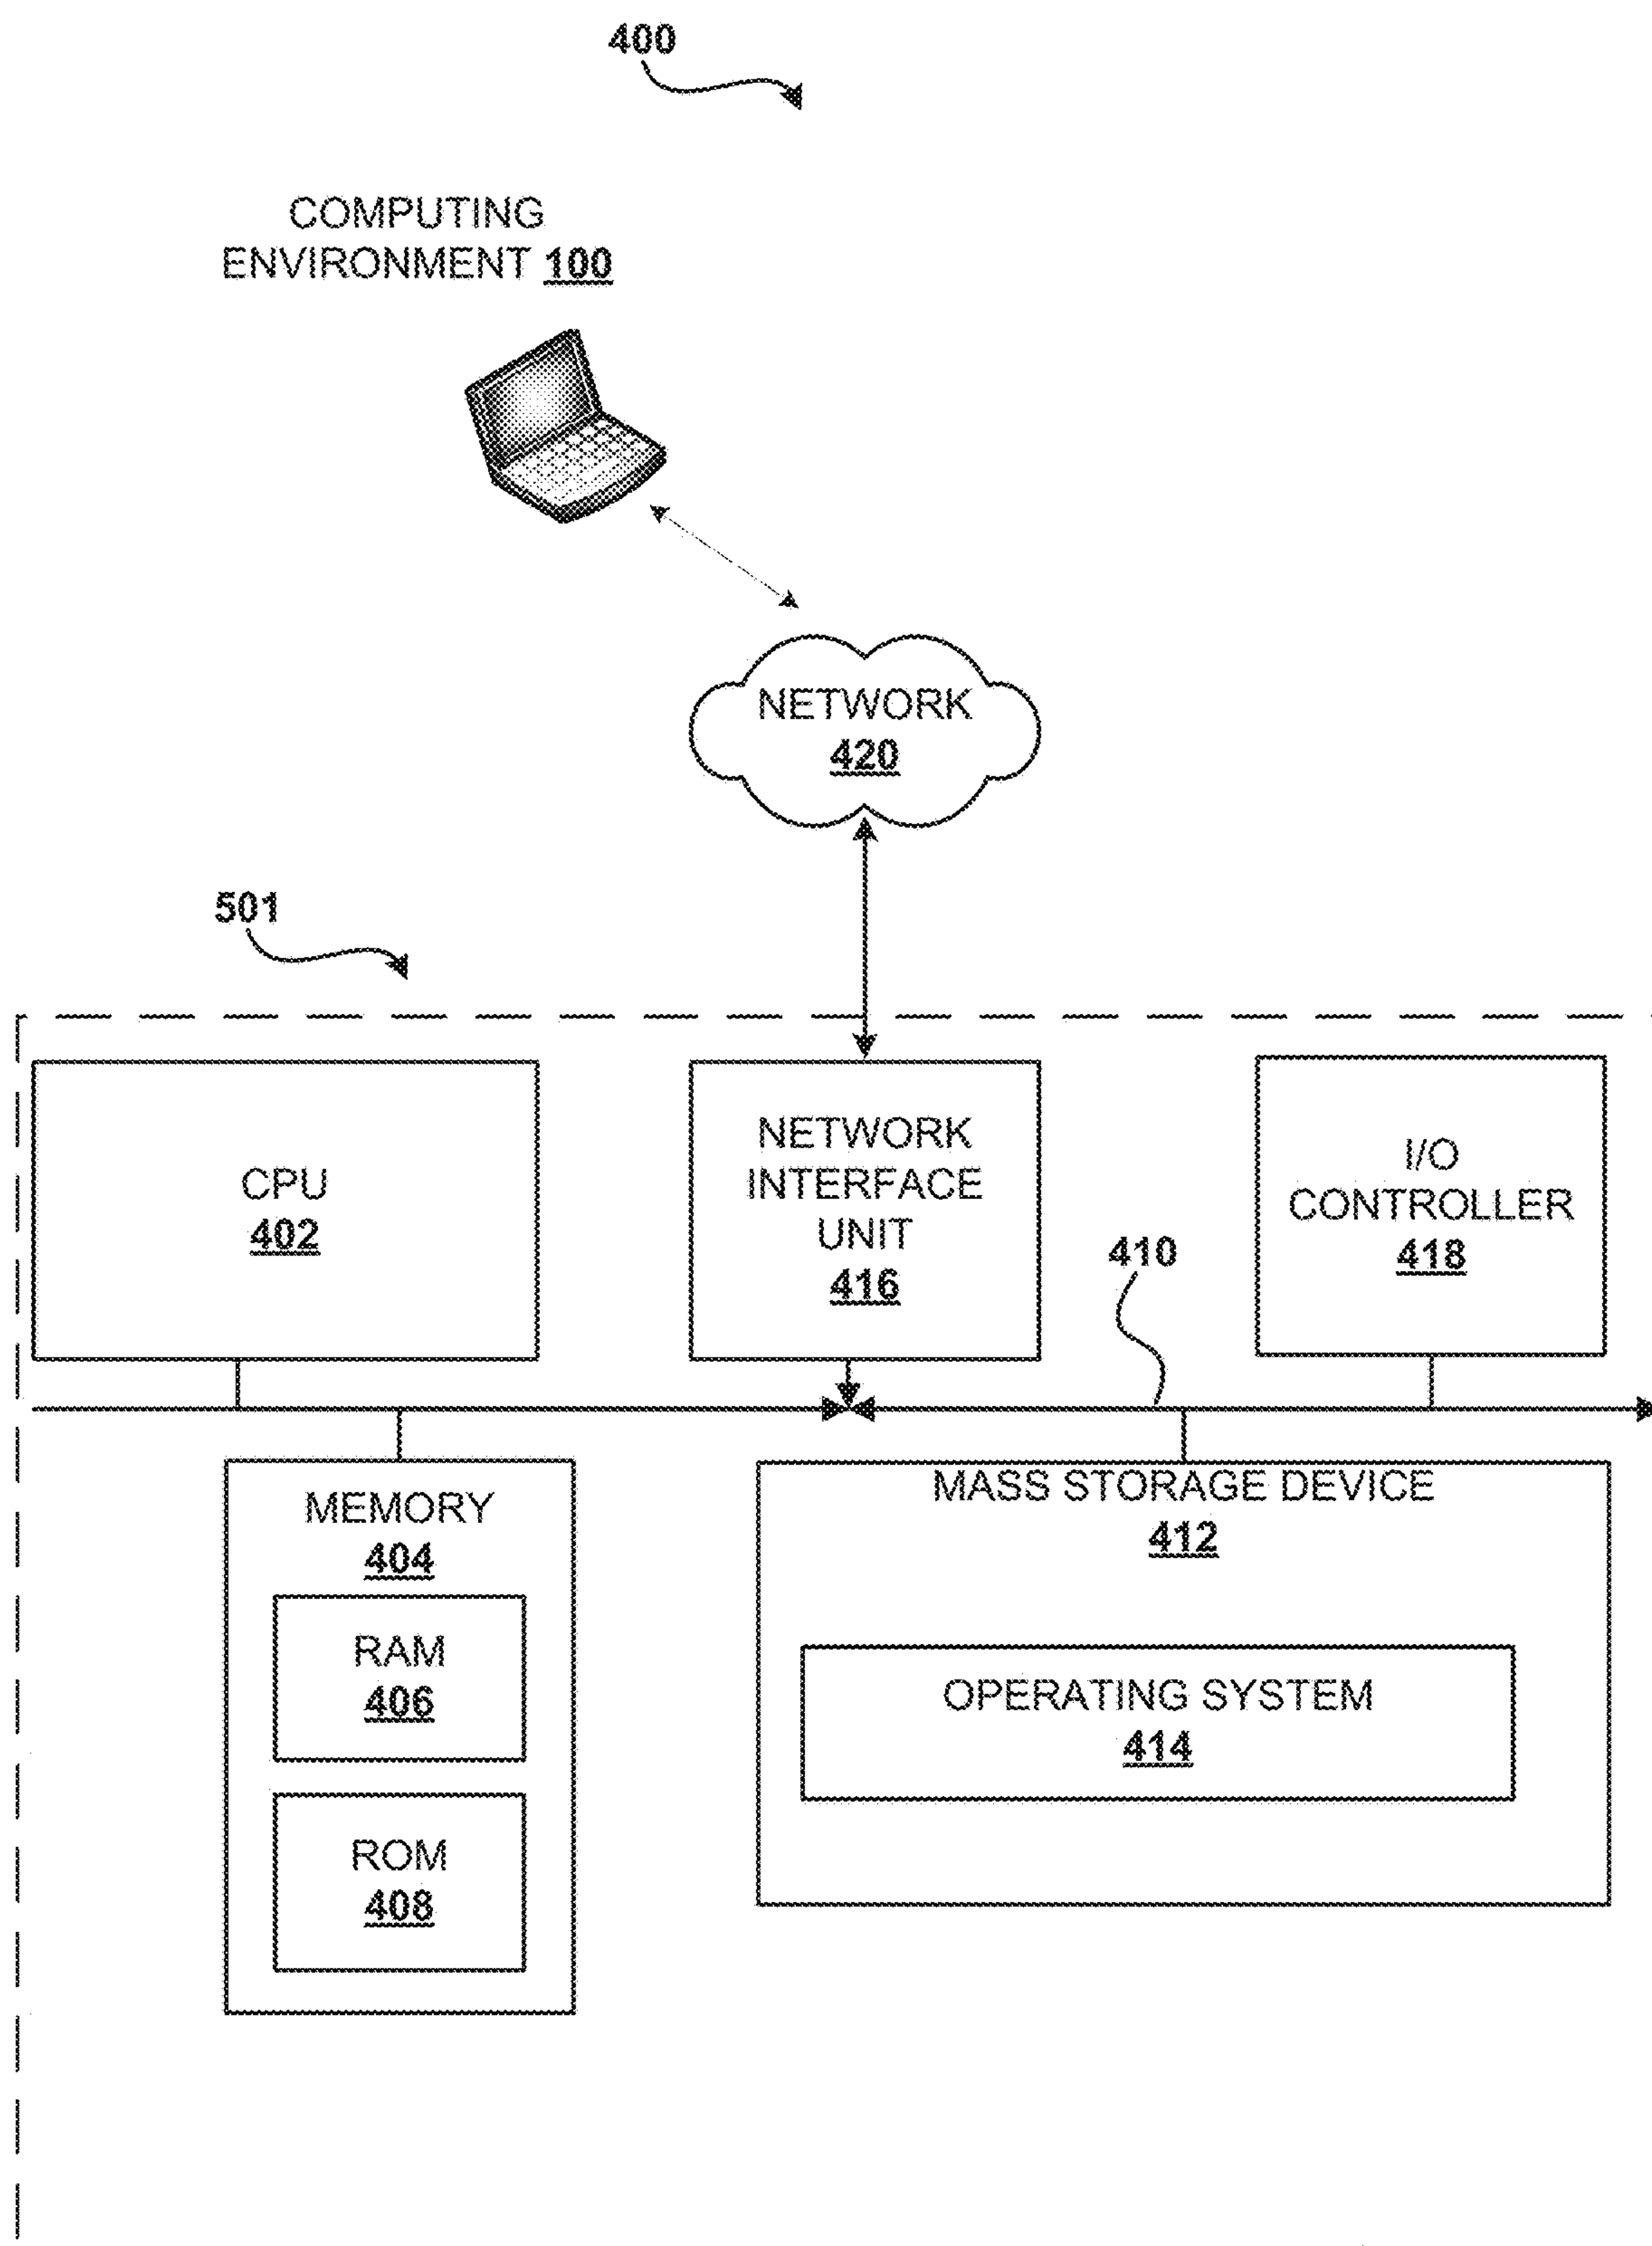 400
COMPUTING
ENVIRONMENT 100
NETWORK
420
501
CPU
402
NETWORK
INTERFACE
UNIT
416
I/O
CONTROLLER
418
410
MEMORY
404
RAM
406
ROM
408
MASS STORAGE DEVICE
412
OPERATING SYSTEM
414